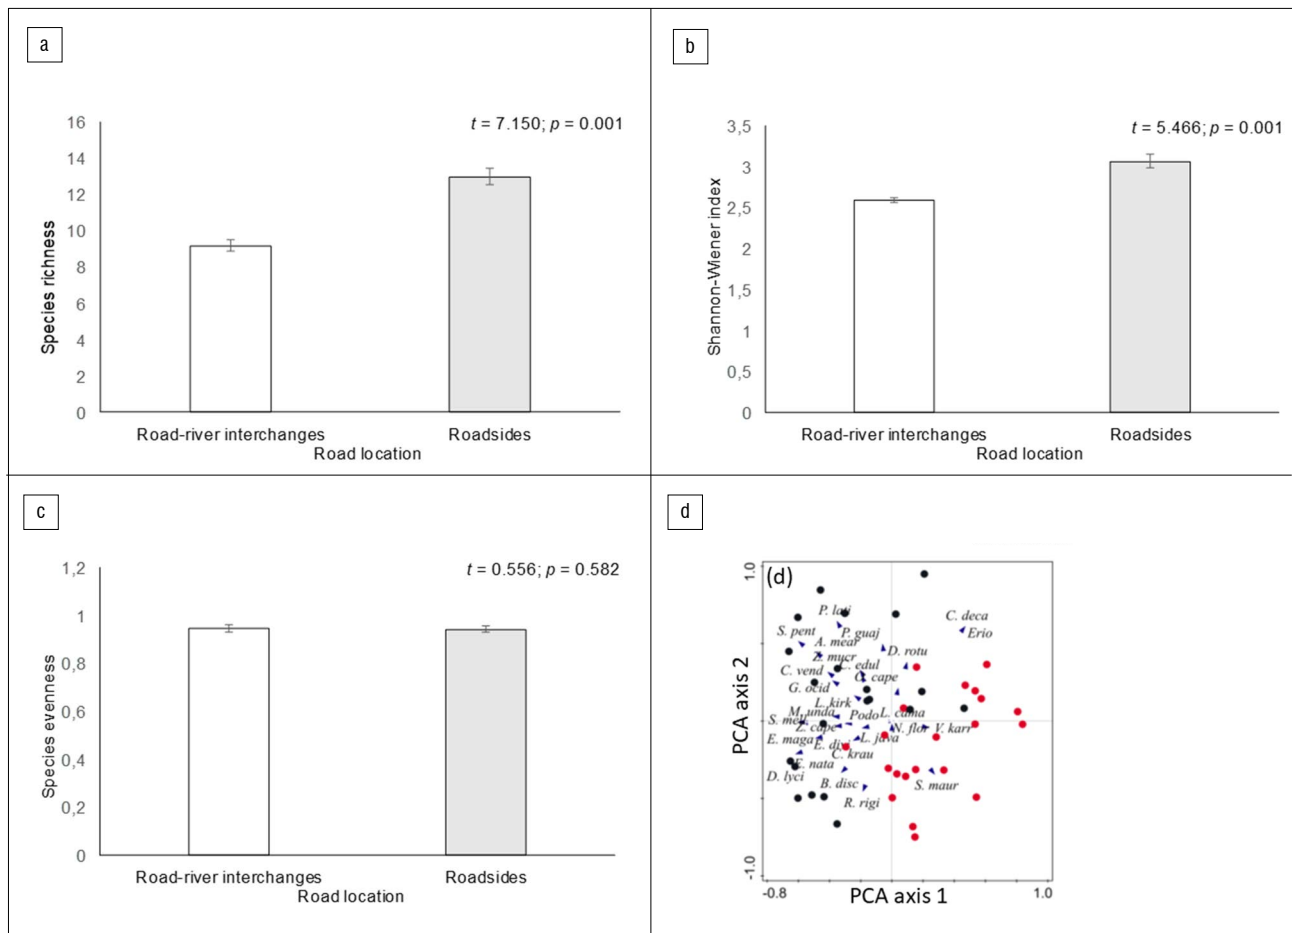 a
t = 7.150; p = 0.001
16
14
12
10
8
6
4
2
0
Species richness
Road-river interchanges
Roadsides
Road location
b
t = 5.466; p = 0.001
3,5
3
2,5
2
1,5
1
0,5
0
Shannon-Wiener index
Road-river interchanges
Roadsides
Road location
c
t = 0.556; p = 0.582
1,2
1
0,8
0,6
0,4
0,2
0
Species evenness
Road-river interchanges
Roadsides
Road location
d
(d)
1.0
-1.0
PCA axis 2
P. lati
C. deca
S. pent
P. guaj
Erio
A. mear
Z. mucr
D. rotu
C. vend
C. edul
G. ocid
C. cape
L. kirk
M. unda
Podo
L. cama
S. mell
Z. cape
N. flor
V. karr
E. maga
E. div
L. java
C. krau
E. nata
D. lyci
B. disc
S. maur
R. rigi
-0.8
PCA axis 1
1.0